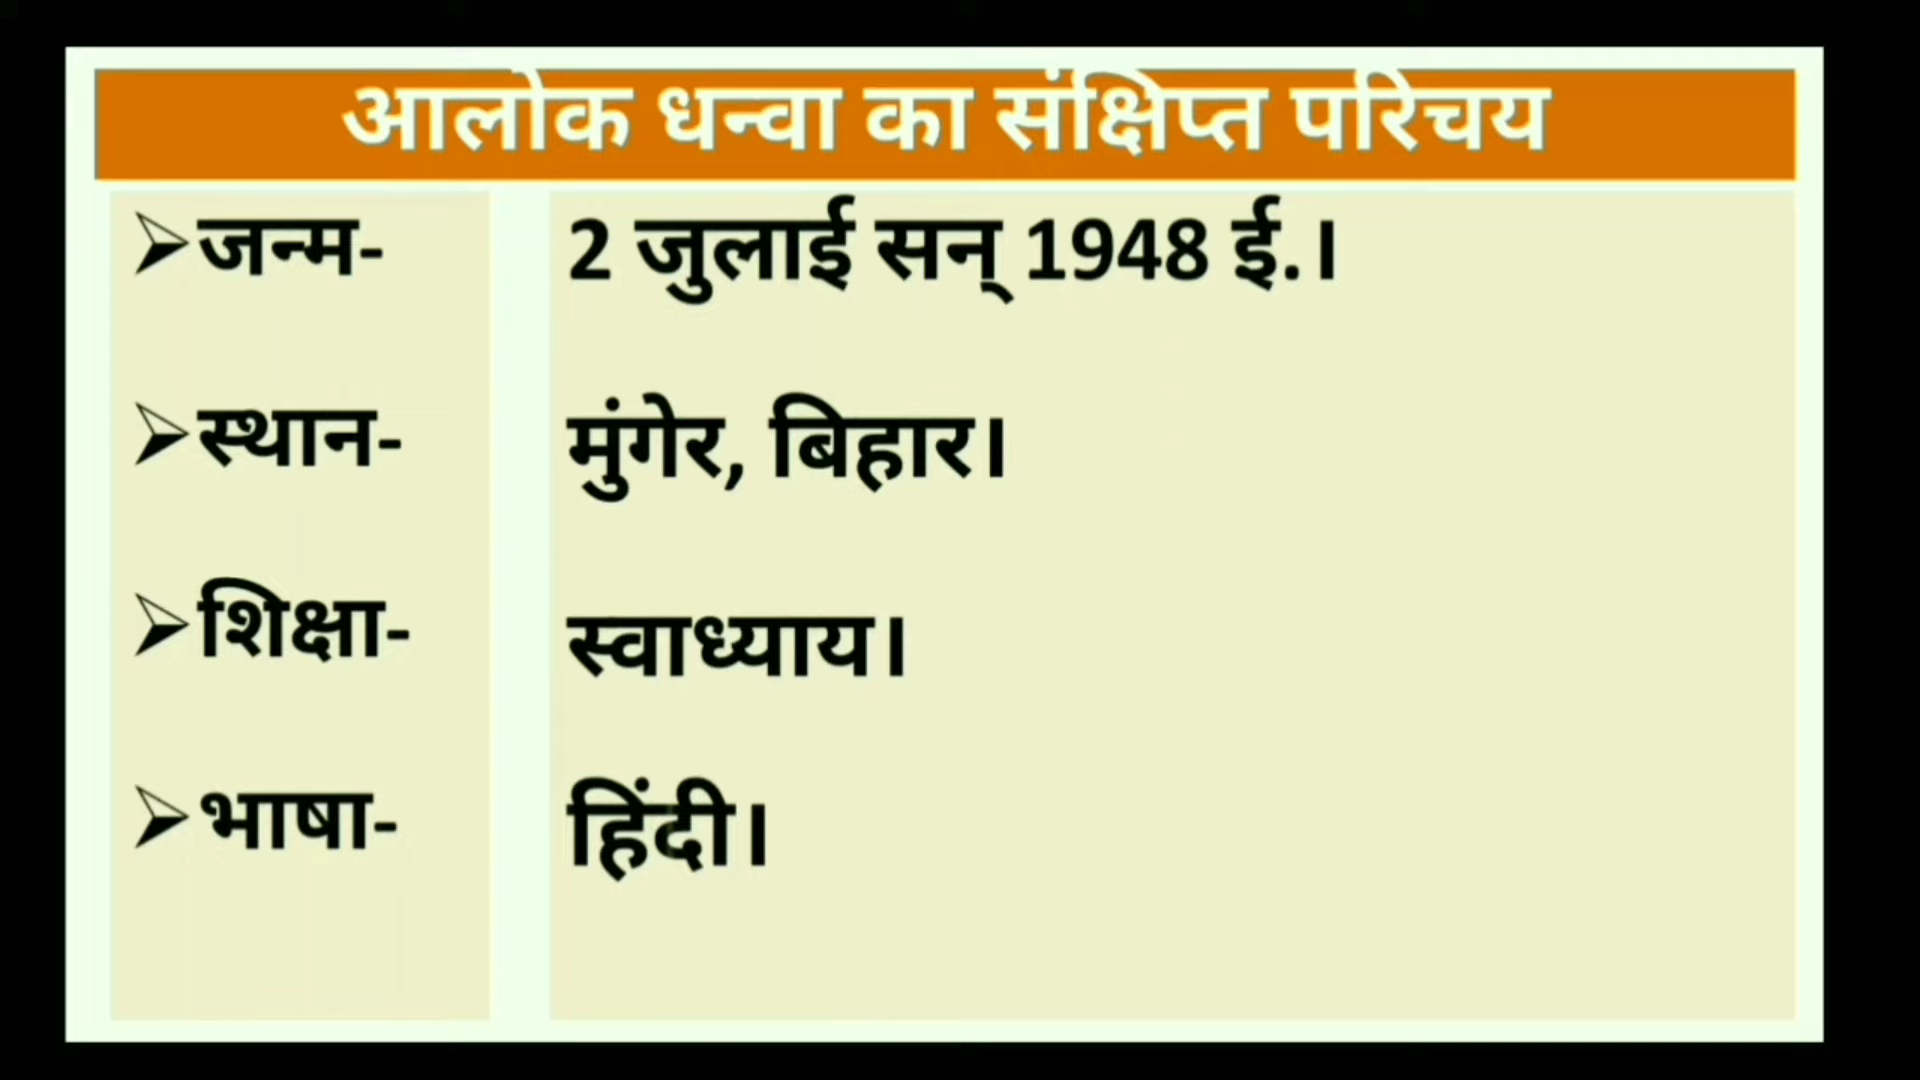 आलोक धन्वा का संक्षिप्त परिचय
➢जन्म- 2 जुलाई सन् 1948 ई.।
➢स्थान- मुंगेर, बिहार।
➢शिक्षा- स्वाध्याय।
➢भाषा- हिंदी।